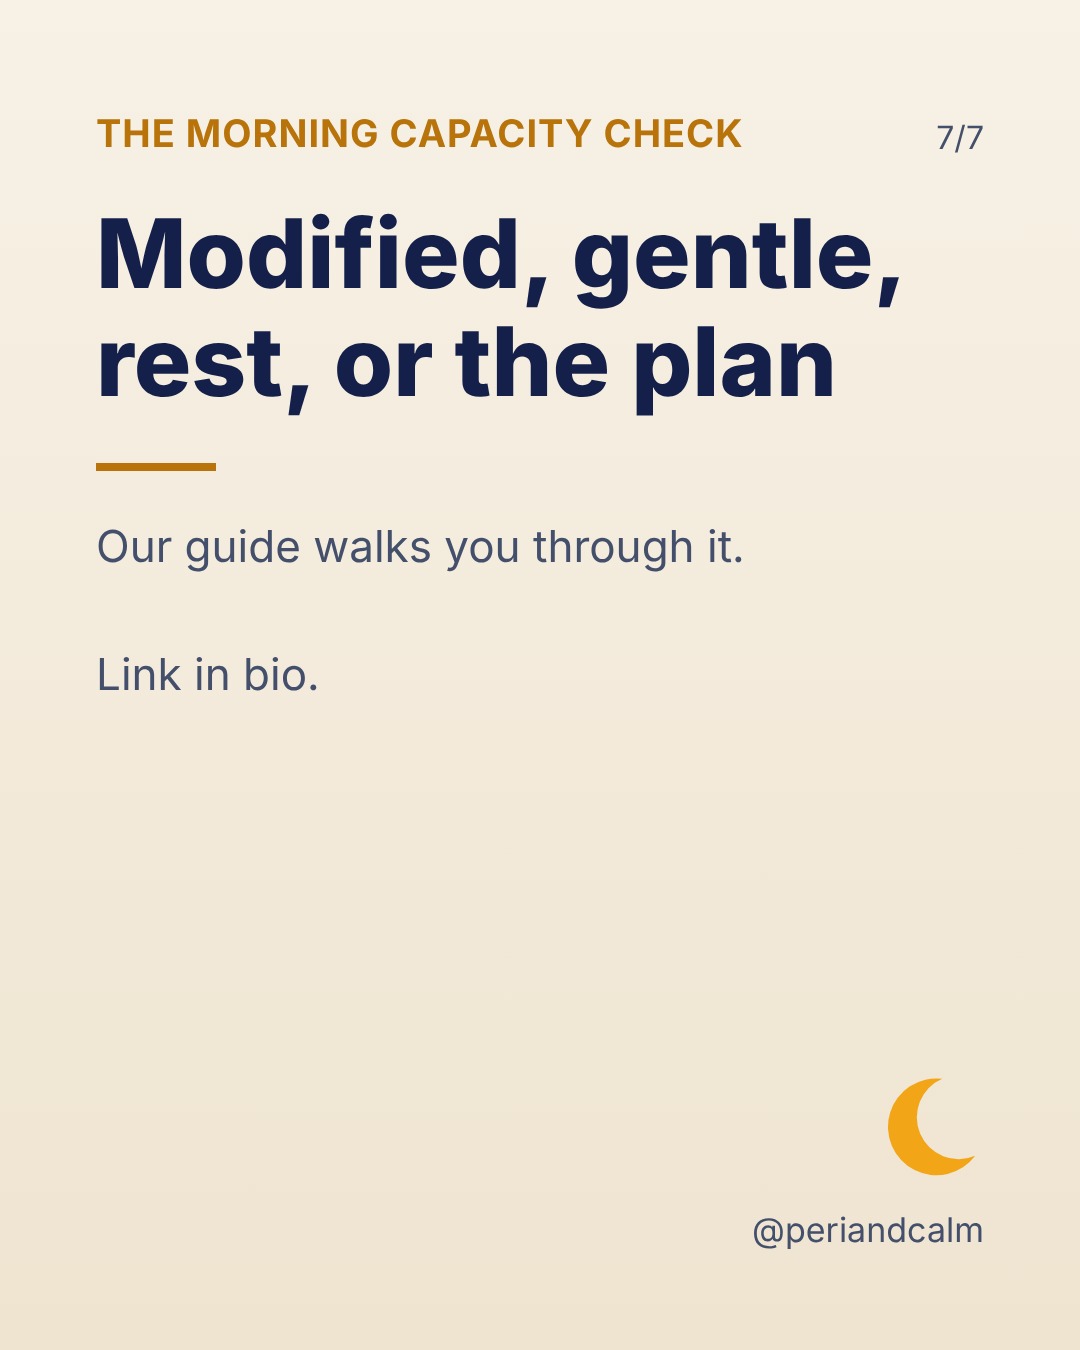 THE MORNING CAPACITY CHECK
7/7
Modified, gentle,
rest, or the plan
Our guide walks you through it.
Link in bio.
@periandcalm